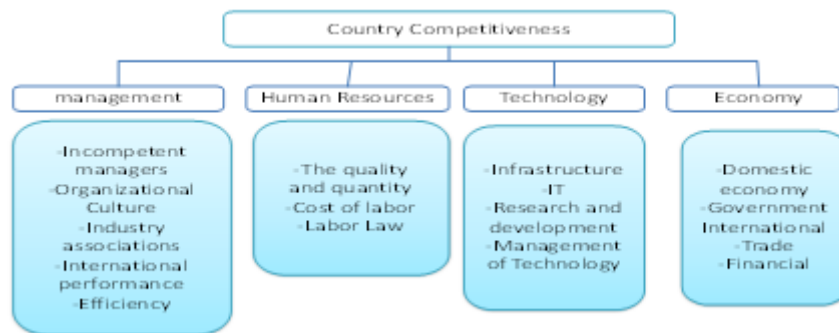 Country Competitiveness
management
Human Resources
Technology
Economy
-Incompetent
managers
-Organizational
Culture
-Industry
associations
-International
performance
-Efficiency
-The quality
and quantity
-Cost of labor
-Labor Law
-Infrastructure
-IT
-Research and
development
-Management
of Technology
-Domestic
economy
-Government
International
-Trade
-Financial